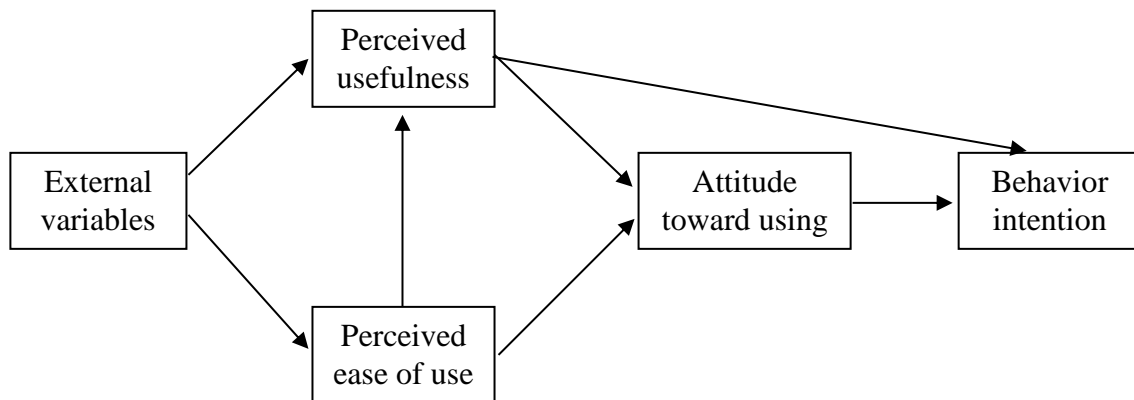 Perceived
usefulness
External
variables
Attitude
toward using
Behavior
intention
Perceived
ease of use